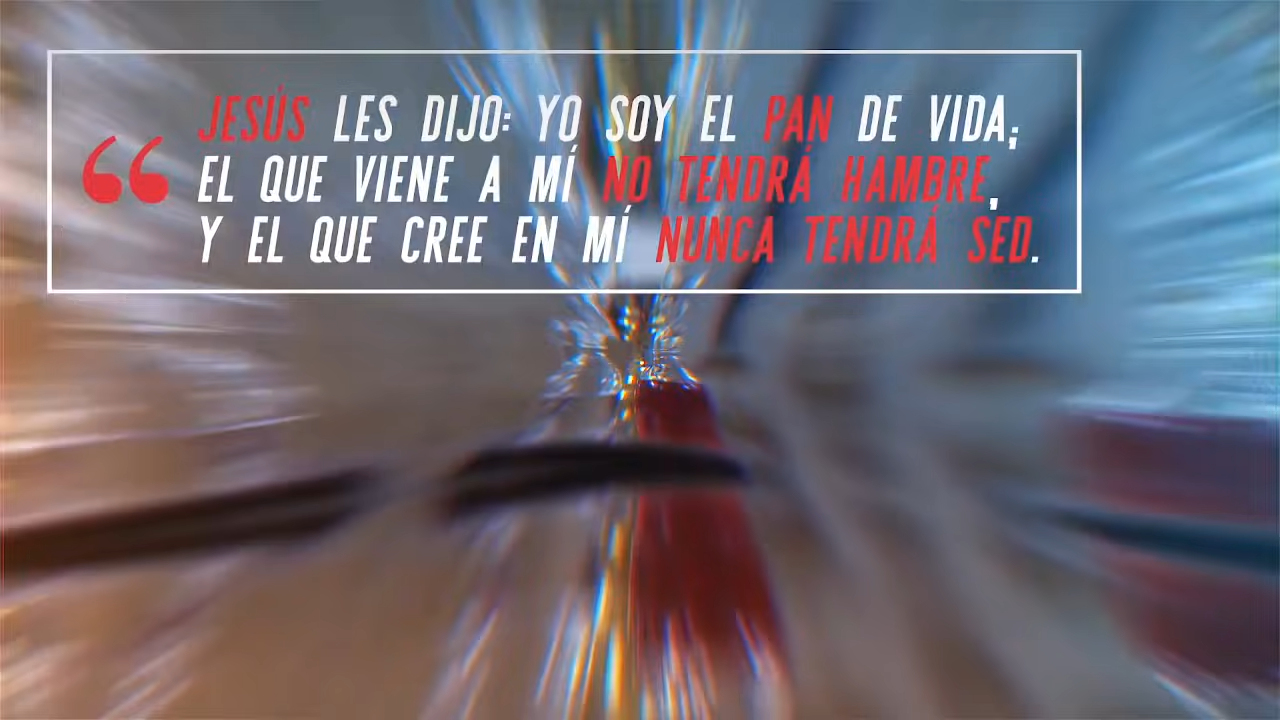 “ JESÚS LES DIJO: YO SOY EL PAN DE VIDA;
EL QUE VIENE A MÍ NO TENDRÁ HAMBRE,
Y EL QUE CREE EN MÍ NUNCA TENDRÁ SED.